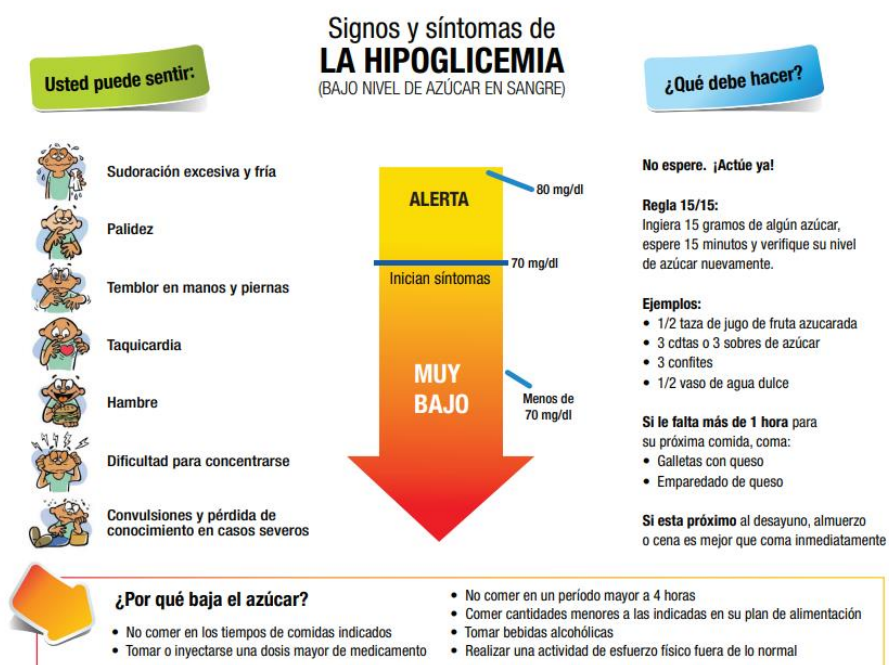 Signos y síntomas de
LA HIPOGLICEMIA
(BAJO NIVEL DE AZÚCAR EN SANGRE)
Usted puede sentir:
Sudoración excesiva y fría
Palidez
Temblor en manos y piernas
Taquicardia
Hambre
Dificultad para concentrarse
Convulsiones y pérdida de
conocimiento en casos severos
ALERTA
80 mg/dl
70 mg/dl
Inician síntomas
MUY
BAJO
Menos de
70 mg/dl
¿Qué debe hacer?
No espere. ¡Actúe ya!
Regla 15/15:
Ingiera 15 gramos de algún azúcar,
espere 15 minutos y verifique su nivel
de azúcar nuevamente.
Ejemplos:
• 1/2 taza de jugo de fruta azucarada
• 3 cdtas o 3 sobres de azúcar
• 3 confites
• 1/2 vaso de agua dulce
Si le falta más de 1 hora para
su próxima comida, coma:
• Galletas con queso
• Emparedado de queso
Si esta próximo al desayuno, almuerzo
o cena es mejor que coma inmediatamente
¿Por qué baja el azúcar?
• No comer en los tiempos de comidas indicados
• Tomar o inyectarse una dosis mayor de medicamento
• No comer en un período mayor a 4 horas
• Comer cantidades menores a las indicadas en su plan de alimentación
• Tomar bebidas alcohólicas
• Realizar una actividad de esfuerzo físico fuera de lo normal